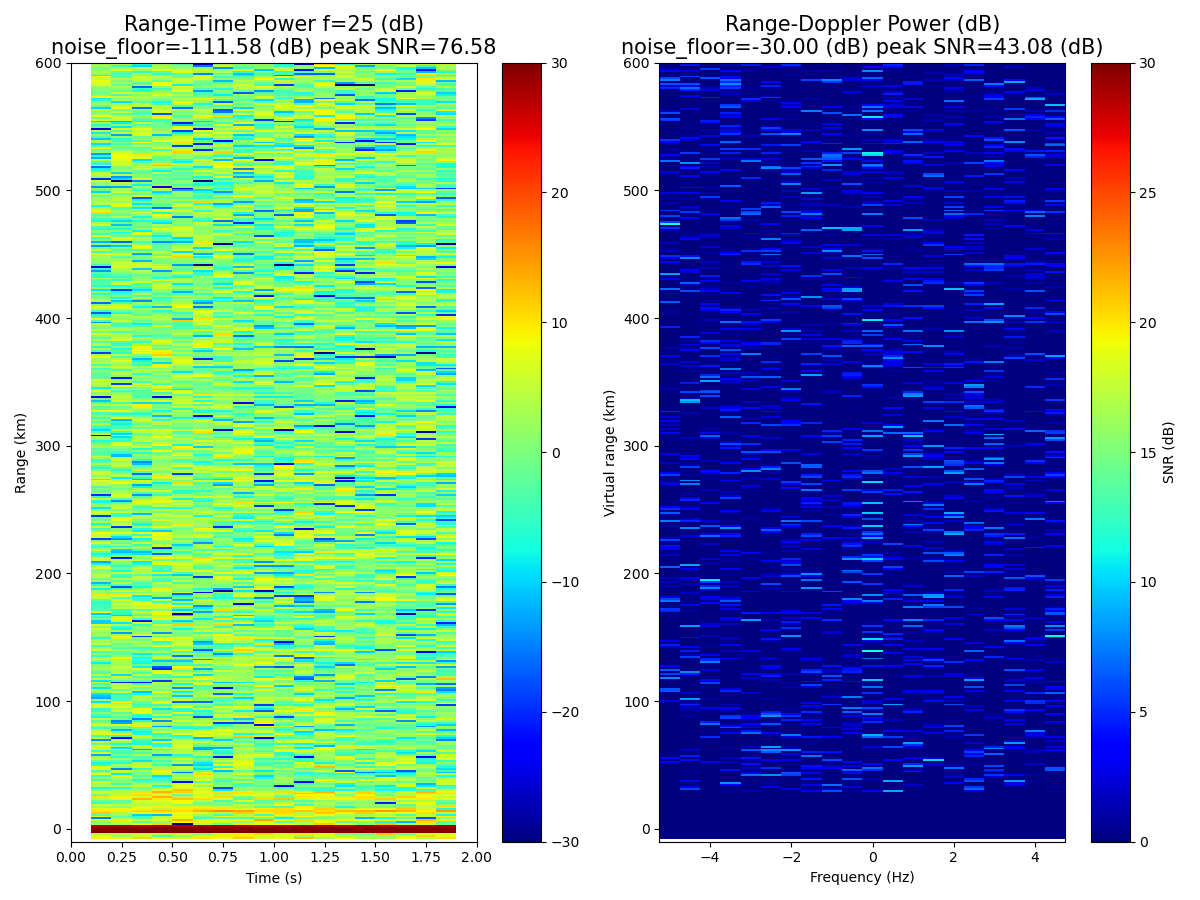 Range-Time Power f=25 (dB)
noise_floor=-111.58 (dB) peak SNR=76.58
Range-Doppler Power (dB)
noise_floor=-30.00 (dB) peak SNR=43.08 (dB)
600
500
400
300
200
100
0
Range (km)
0.00 0.25 0.50 0.75 1.00 1.25 1.50 1.75 2.00
Time (s)
30
20
10
0
−10
−20
−30
600
500
400
300
200
100
0
Virtual range (km)
−4 −2 0 2 4
Frequency (Hz)
30
25
20
15
10
5
0
SNR (dB)